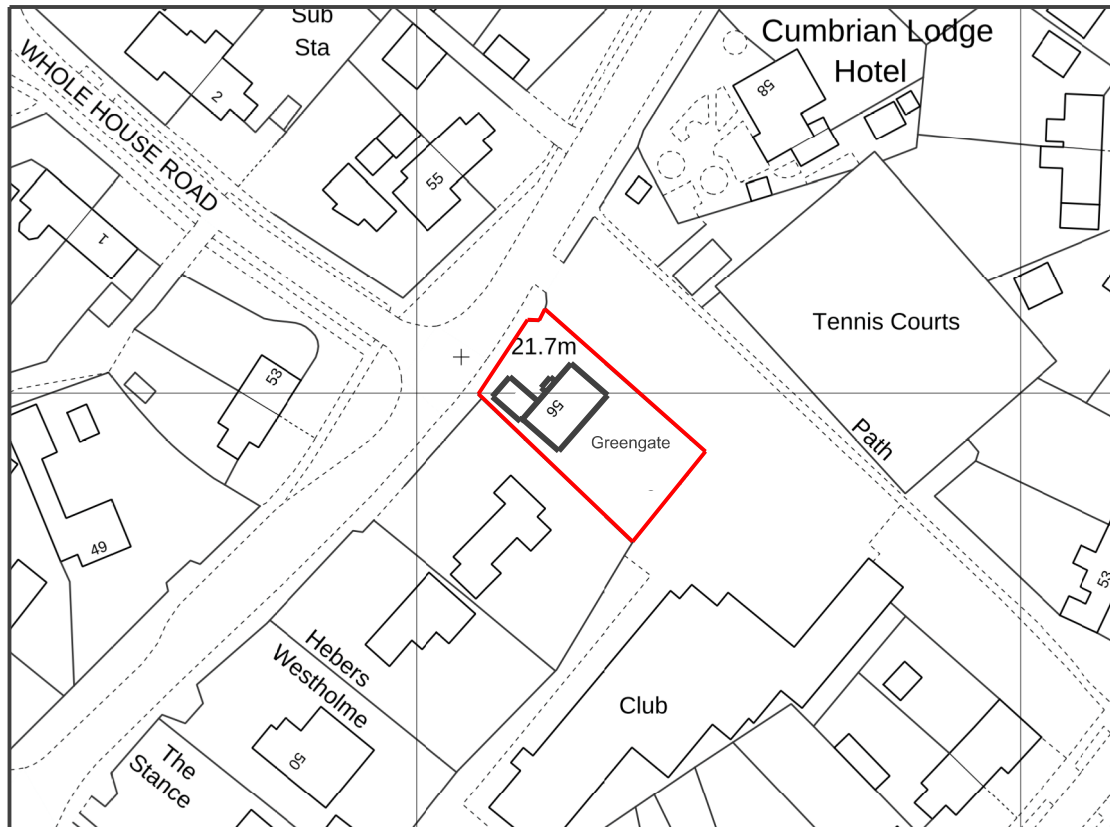 Sub
Sta
Cumbrian Lodge
Hotel
WHOLE HOUSE ROAD
2
58
55
1
Tennis Courts
21.7m
53
56
Greengate
Path
49
53
Hebers
Westholme
Club
50
The
Stance